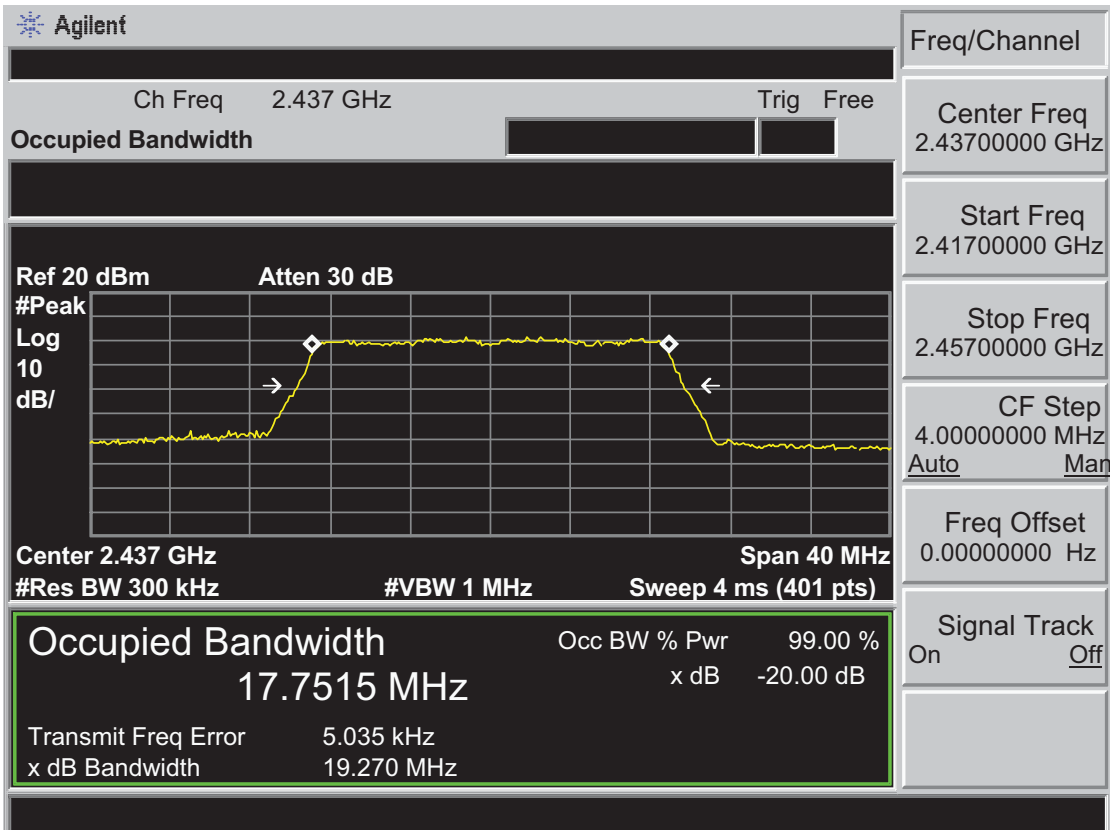 Agilent
Freq/Channel
Ch Freq 2.437 GHz Trig Free
Occupied Bandwidth
Center Freq
2.43700000 GHz
Start Freq
2.41700000 GHz
Ref 20 dBm Atten 30 dB
#Peak
Log
10
dB/
Stop Freq
2.45700000 GHz
CF Step
4.00000000 MHz
Auto Man
Freq Offset
0.00000000 Hz
Center 2.437 GHz Span 40 MHz
#Res BW 300 kHz #VBW 1 MHz Sweep 4 ms (401 pts)
Signal Track
On Off
Occupied Bandwidth Occ BW % Pwr 99.00 %
17.7515 MHz x dB -20.00 dB
Transmit Freq Error 5.035 kHz
x dB Bandwidth 19.270 MHz